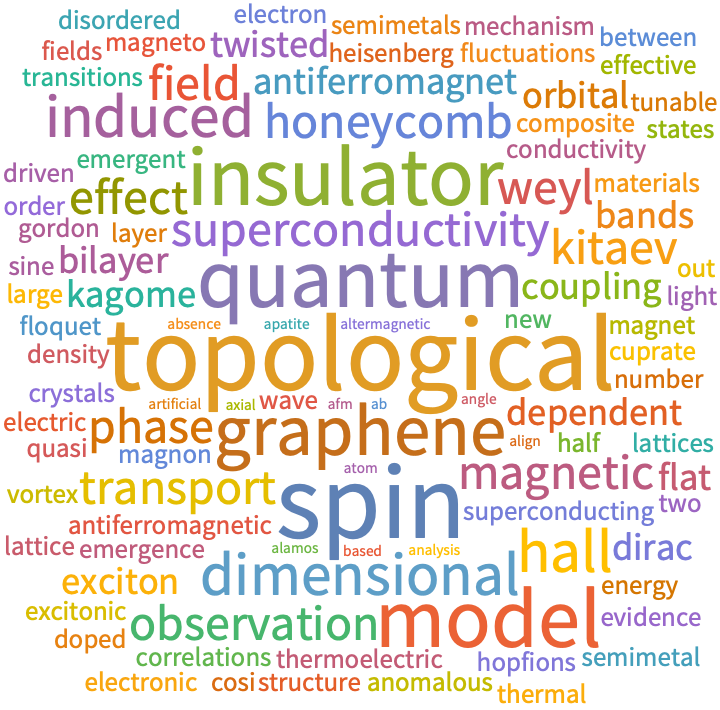 disordered electron semimetals mechanism between
fields magneto twisted heisenberg fluctuations effective
transitions field antiferromagnet orbital tunable
induced honeycomb composite states
driven emergent insulator conductivity
order effect weyl materials
gordon layer superconductivity bands
sine bilayer quantum kitaev out
large kagome coupling light
floquet absence apatite altermagnetic new magnet
density topological cuprate
crystals artificial axial wave afm ab angle number
electric phase graphene dependent
quasi magnon align half lattices
vortex transport atom magnetic flat
antiferromagnetic spin superconducting two
lattice emergence alamos based analysis hall dirac
exciton dimensional energy
excitonic observation model evidence
doped correlations thermoelectric hopfions semimetal
electronic cosi structure anomalous thermal